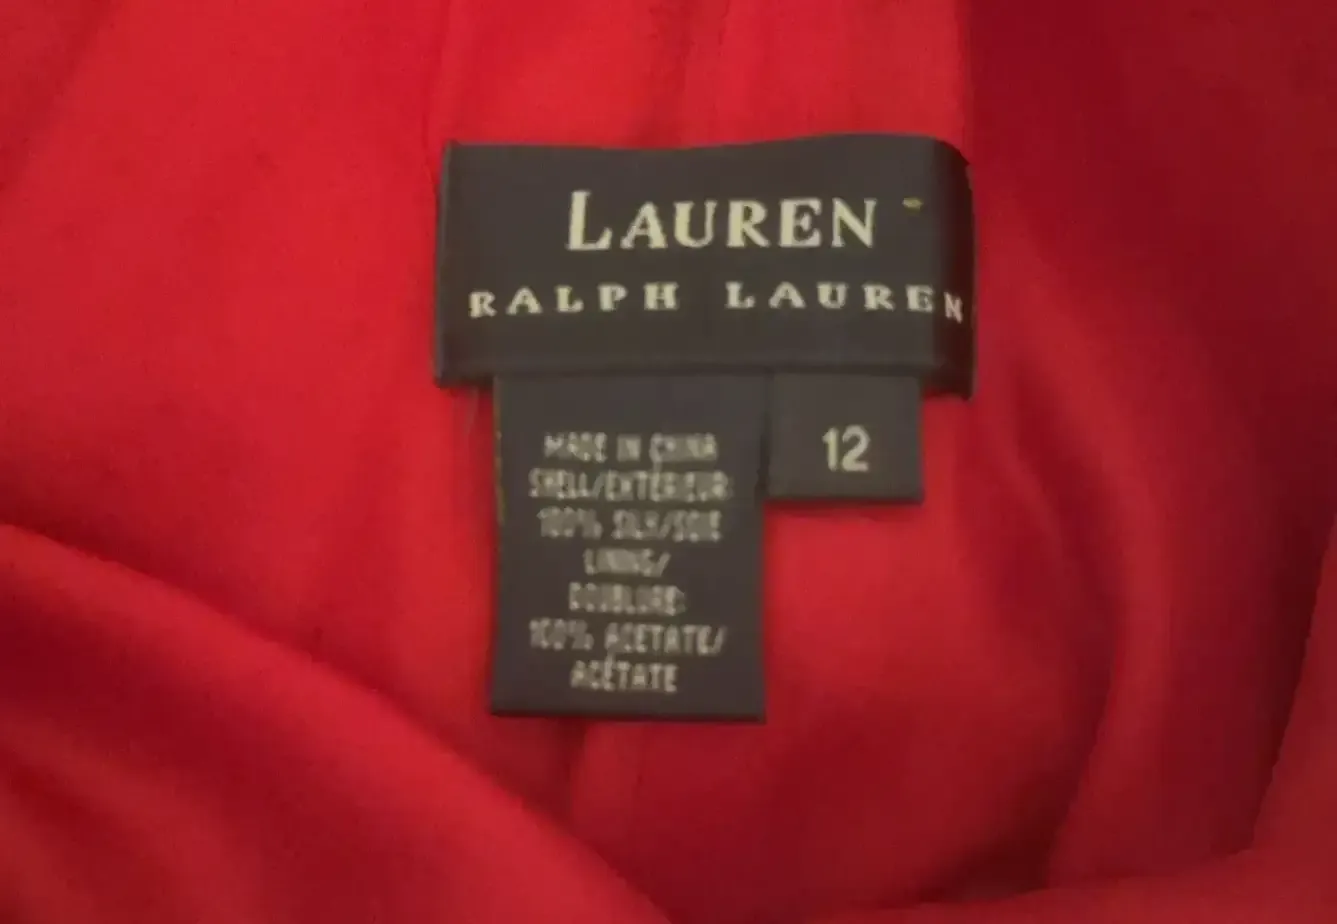 LAUREN
RALPH LAUREN
12
MADE IN CHINA
SHELL/EXTERIEUR:
100% SILK/SOIE
LINING/
DOUBLURE:
100% ACETATE/
ACÉTATE